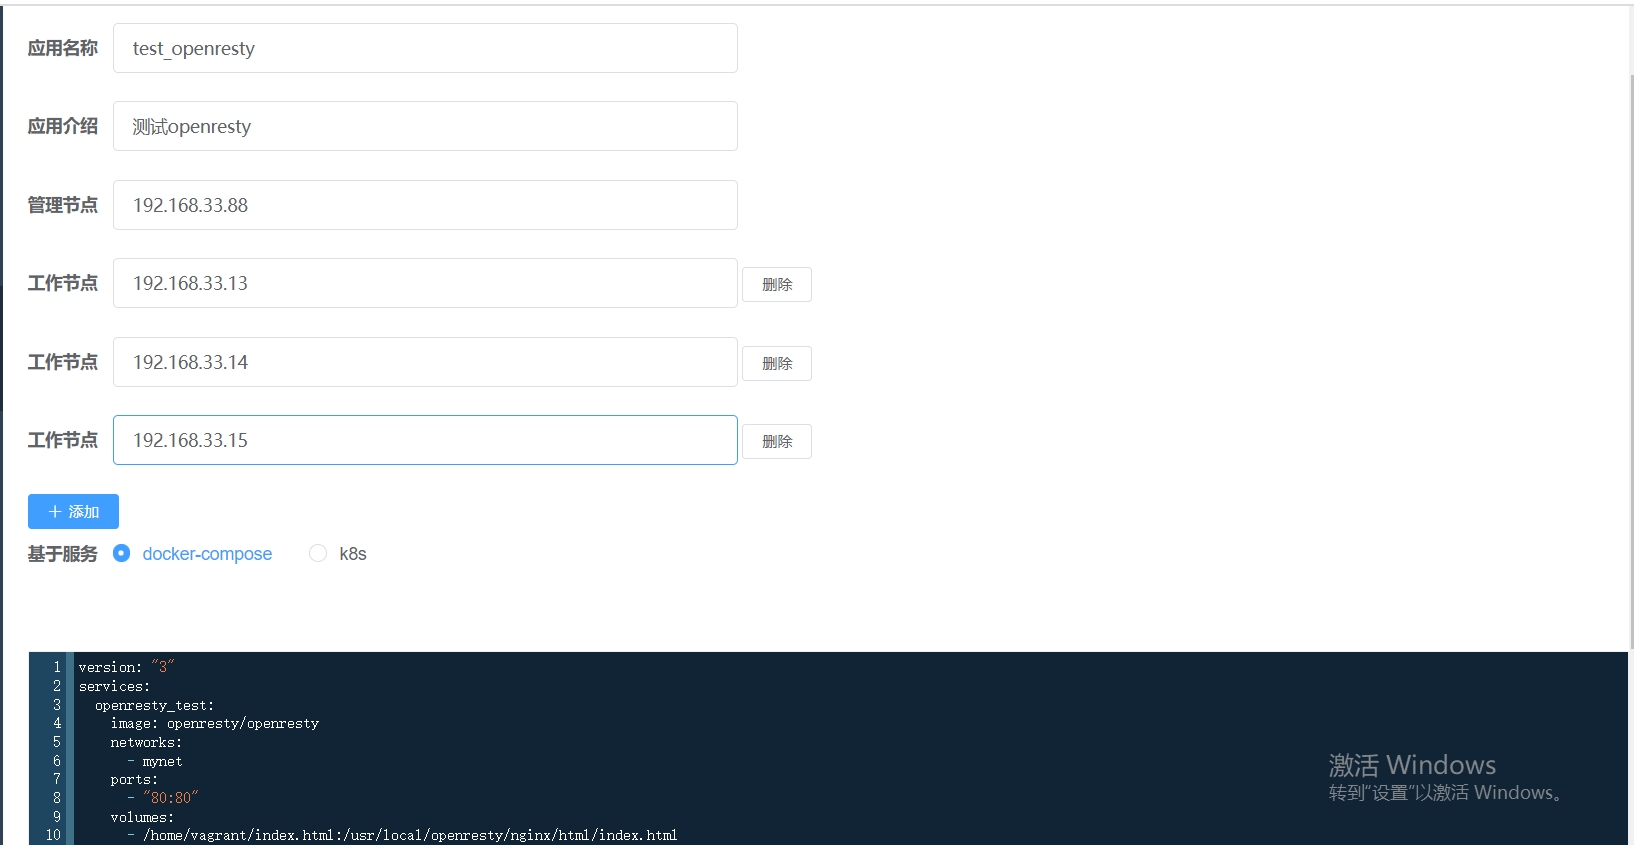 应用名称 test_openresty
应用介绍 测试openresty
管理节点 192.168.33.88
工作节点 192.168.33.13 删除
工作节点 192.168.33.14 删除
工作节点 192.168.33.15 删除
+ 添加
基于服务 docker-compose k8s
1 version: "3"
2 services:
3   openresty_test:
4     image: openresty/openresty
5     networks:
6       - mynet
7     ports:
8       - "80:80"
9     volumes:
10       - /home/vagrant/index.html:/usr/local/openresty/nginx/html/index.html
激活 Windows
转到“设置”以激活 Windows。